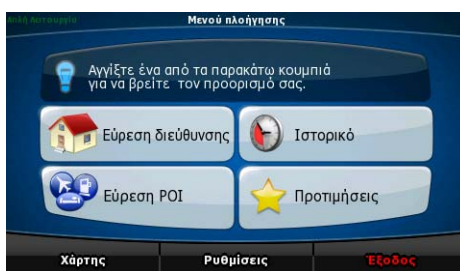 Απλή Λειτουργία
Μενού πλοήγησης
Αγγίξτε ένα από τα παρακάτω κουμπιά
για να βρείτε τον προορισμό σας.
Εύρεση διεύθυνσης
Ιστορικό
Εύρεση POI
Προτιμήσεις
Χάρτης
Ρυθμίσεις
Έξοδος